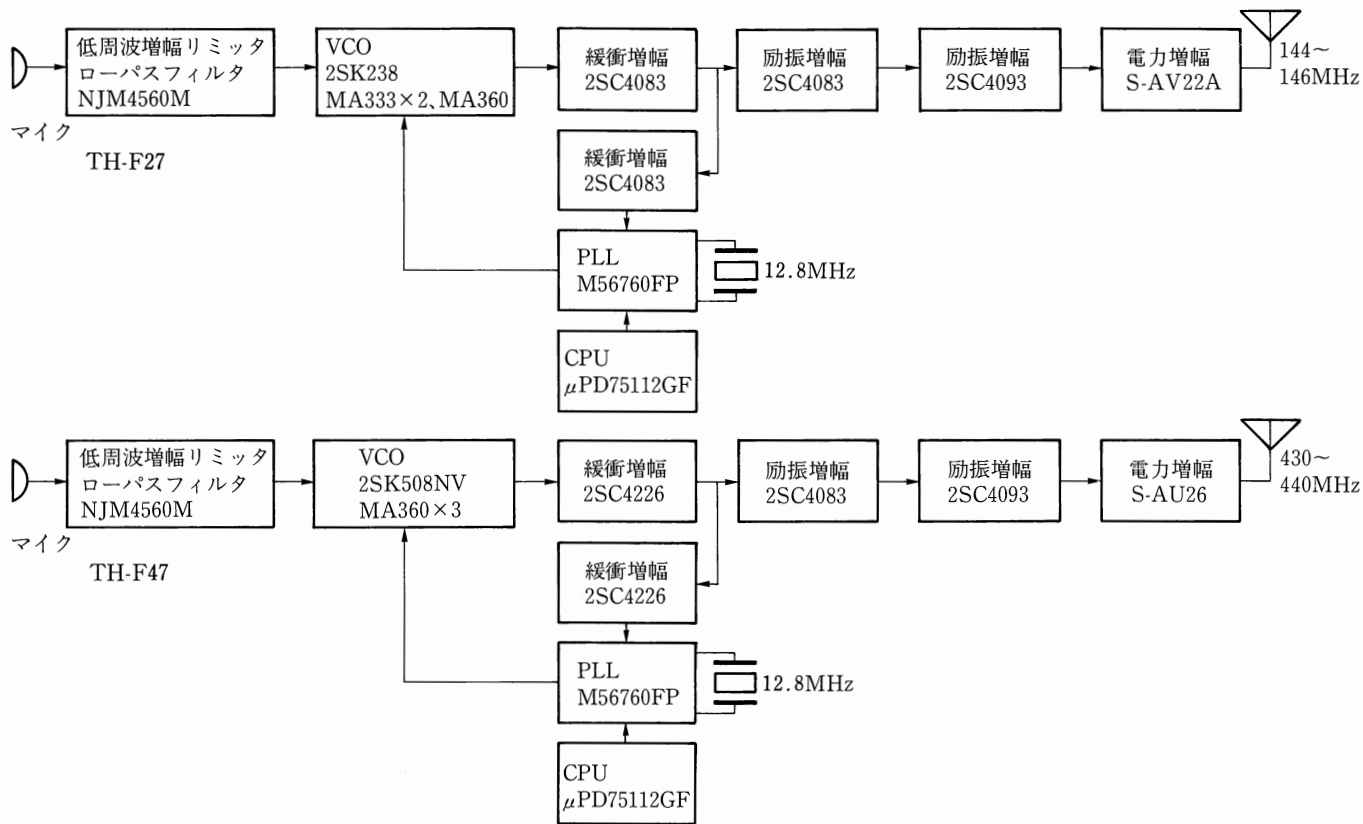 低周波増幅リミッタ
ローパスフィルタ
NJM4560M
VCO
2SK238
MA333×2、MA360
緩衝増幅
2SC4083
励振増幅
2SC4083
励振増幅
2SC4093
電力増幅
S-AV22A
144～
146MHz
マイク
TH-F27
緩衝増幅
2SC4083
PLL
M56760FP
12.8MHz
CPU
μPD75112GF
低周波増幅リミッタ
ローパスフィルタ
NJM4560M
VCO
2SK508NV
MA360×3
緩衝増幅
2SC4226
励振増幅
2SC4083
励振増幅
2SC4093
電力増幅
S-AU26
430～
440MHz
マイク
TH-F47
緩衝増幅
2SC4226
PLL
M56760FP
12.8MHz
CPU
μPD75112GF